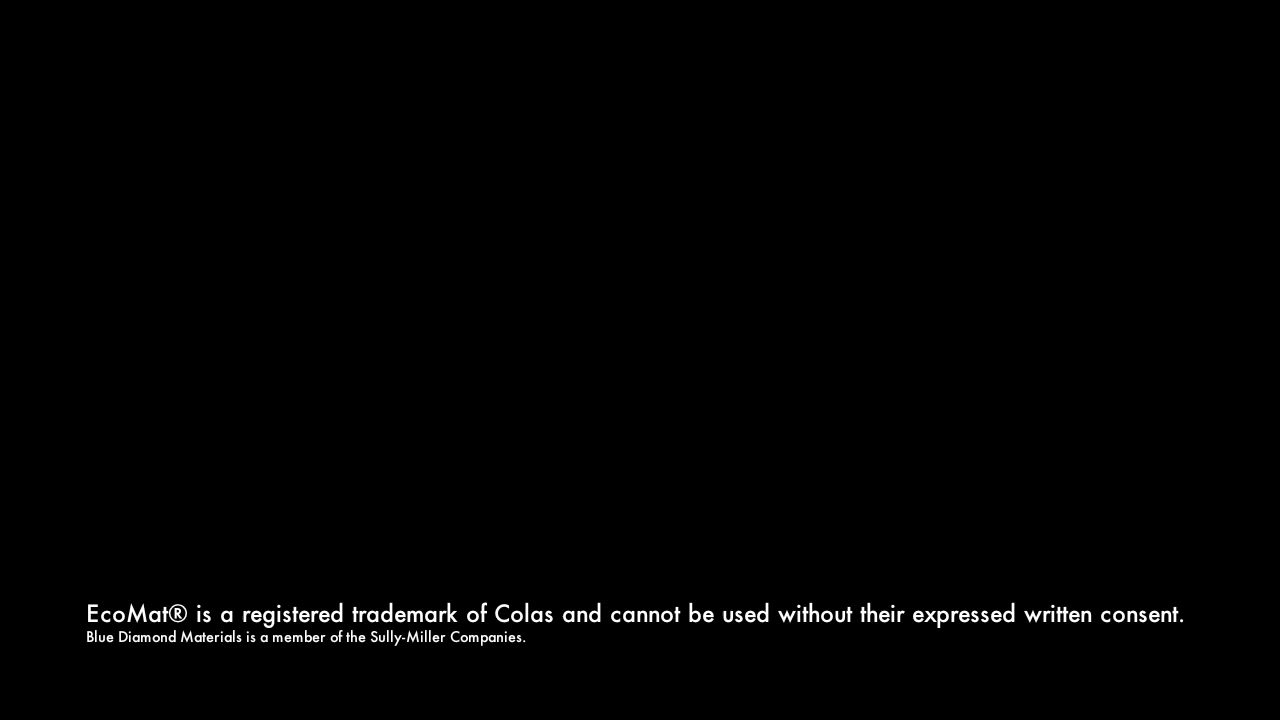 EcoMat® is a registered trademark of Colas and cannot be used without their expressed written consent.
Blue Diamond Materials is a member of the Sully-Miller Companies.